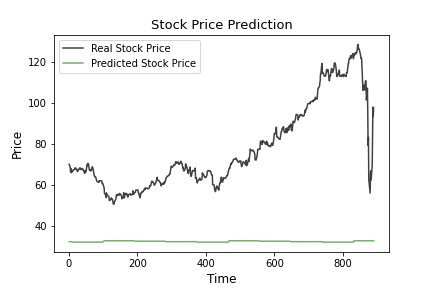 Stock Price Prediction
Real Stock Price
Predicted Stock Price
120
100
80
60
40
Price
0 200 400 600 800
Time